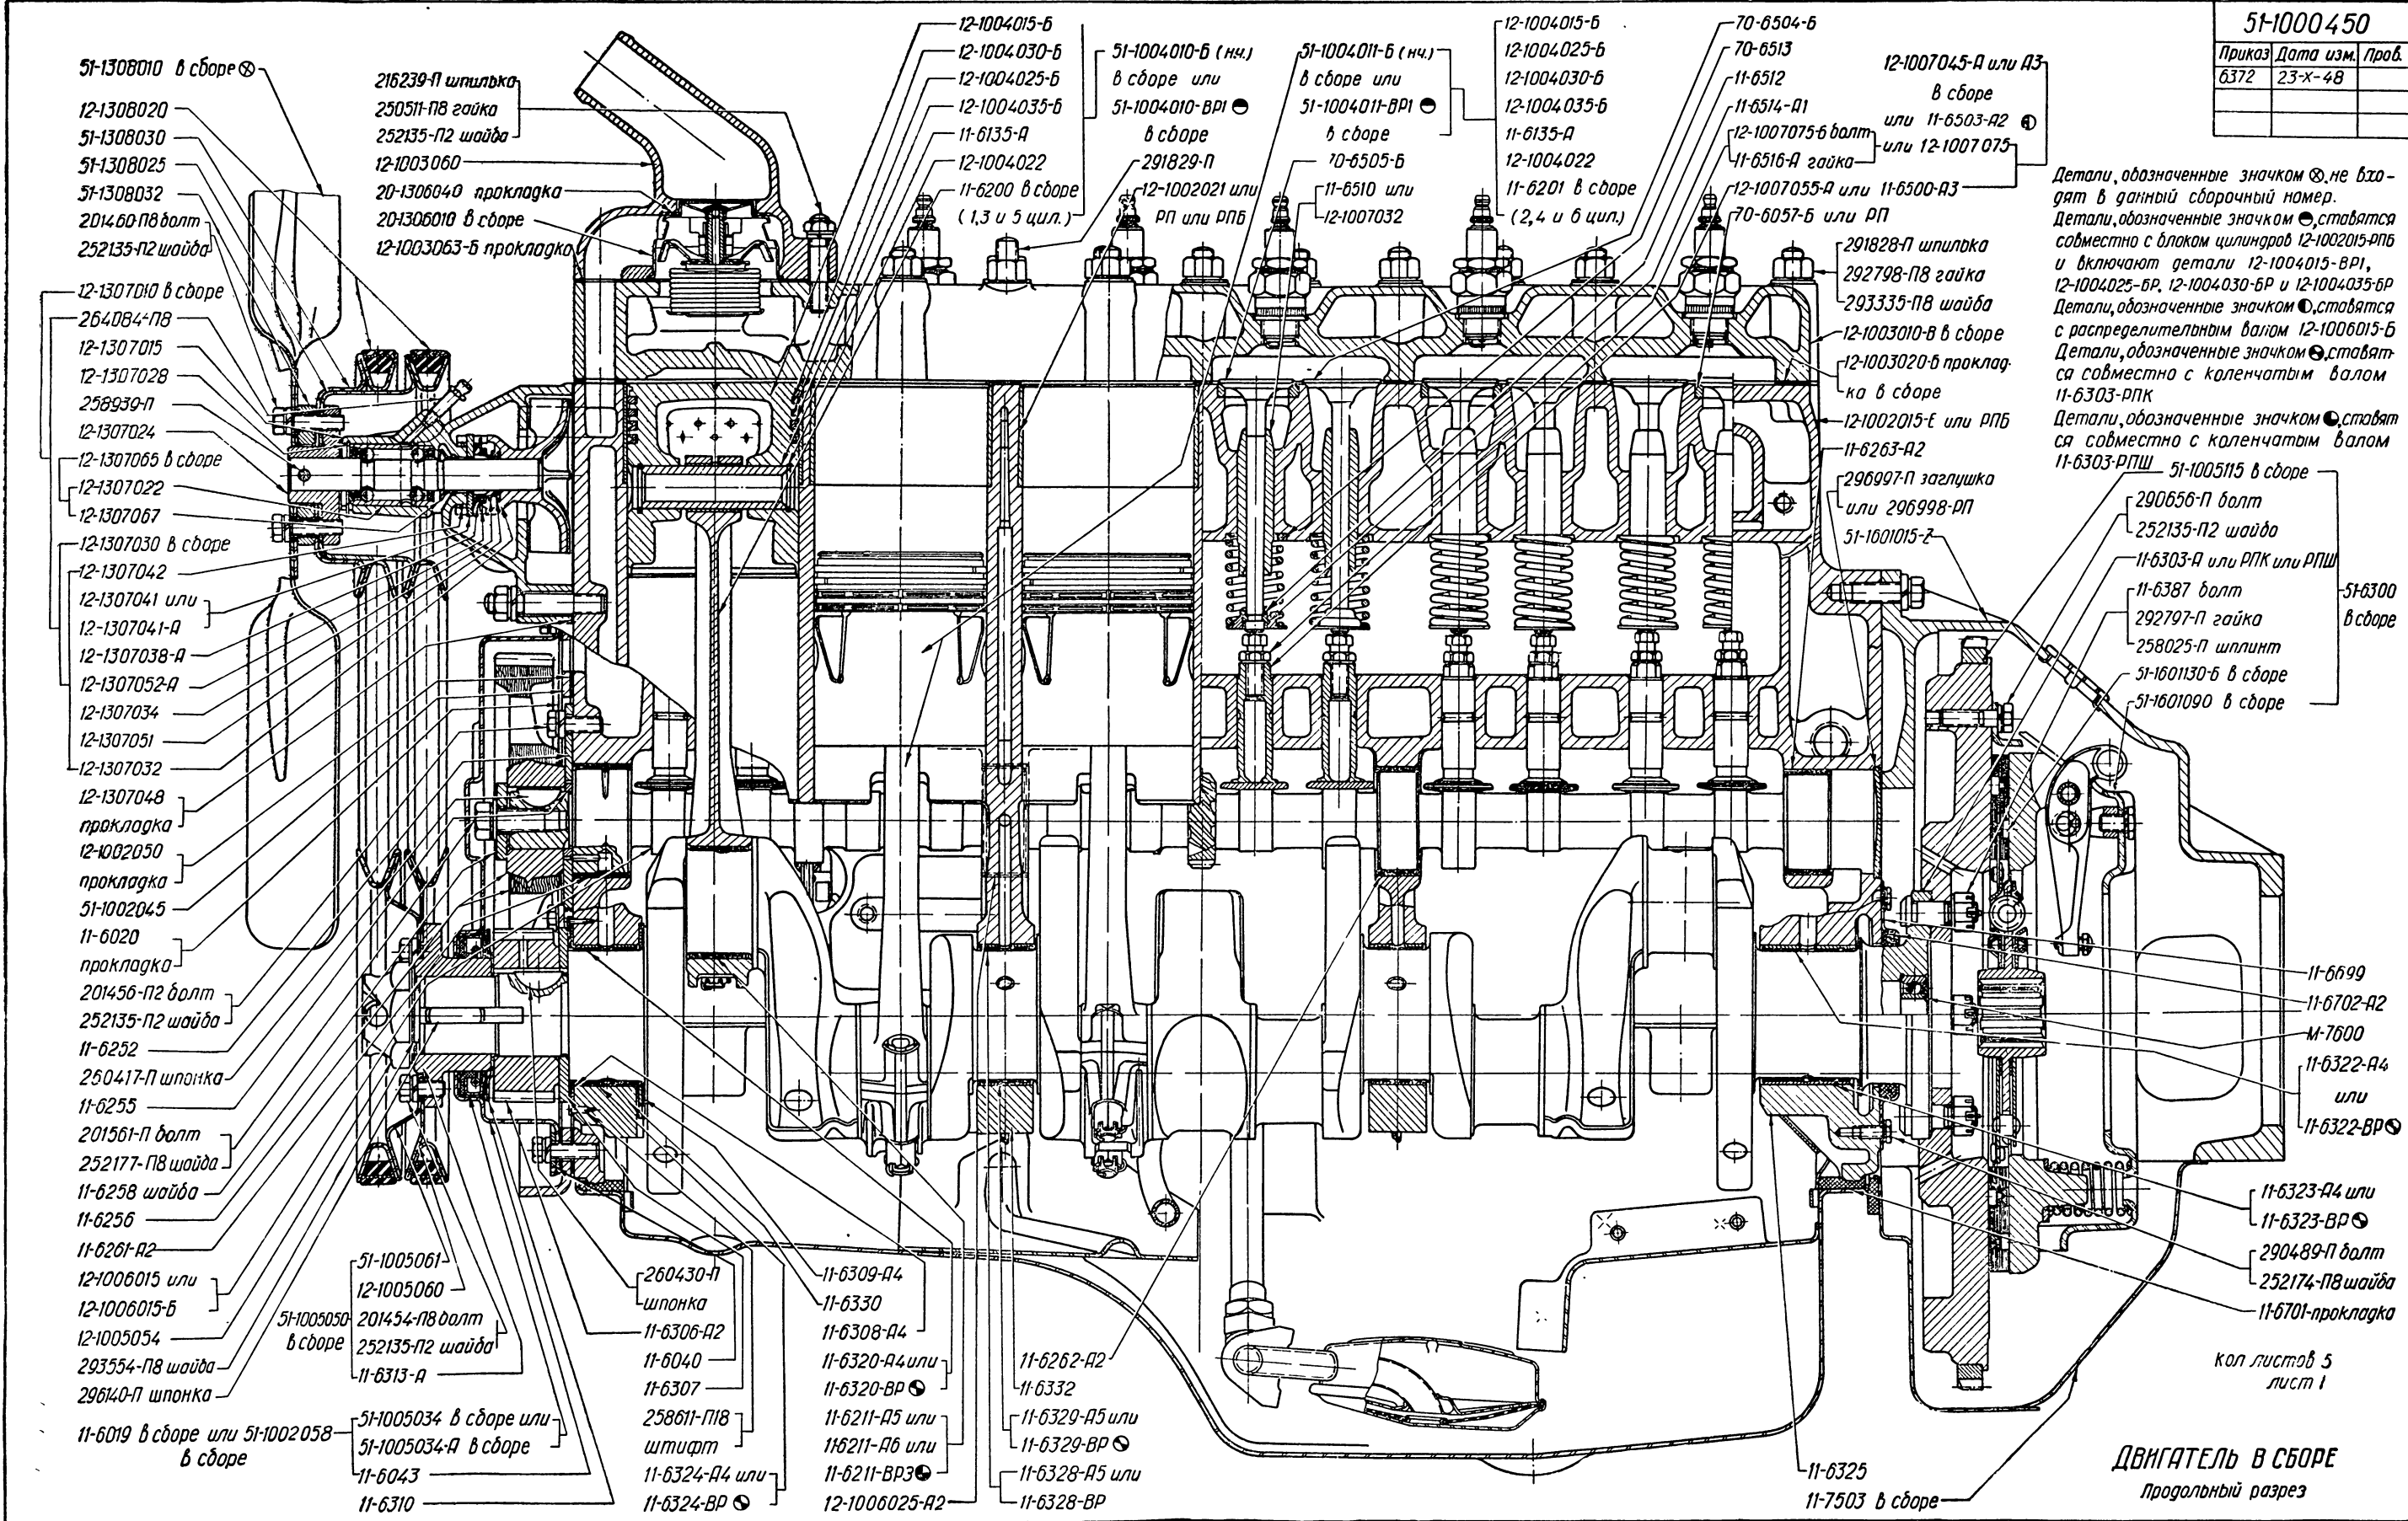 51-1000450
Приказ Дата изм. Пров.
6372 23-X-48
51-1308010 в сборе ⊗
12-1308020
51-1308030
51-1308025
51-1308032
201460-П8 болт
252135-П2 шайба
12-1307010 в сборе
264084-П8
12-1307015
12-1307028
258939-П
12-1307024
12-1307065 в сборе
12-1307022
12-1307067
12-1307030 в сборе
12-1307042
12-1307041 или
12-1307041-А
12-1307038-А
12-1307052-А
12-1307034
12-1307051
12-1307032
12-1307048
прокладка
12-1002050
прокладка
51-1002045
11-6020
прокладка
201456-П2 болт
252135-П2 шайба
11-6252
260417-П шпонка
11-6255
201561-П болт
252177-П8 шайба
11-6258 шайба
11-6256
11-6261-А2
12-1006015 или
12-1006015-Б
12-1005054
293554-П8 шайба
296140-П шпонка
11-6019 в сборе или 51-1002058
в сборе
216239-П шпилька
250511-П8 гайка
252135-П2 шайба
12-1003060
20-1306040 прокладка
20-1306010 в сборе
12-1003063-Б прокладка
12-1004015-Б
12-1004030-Б
12-1004025-Б
12-1004035-Б
11-6135-А
12-1004022
11-6200 в сборе
(1,3 и 5 цил.)
51-1004010-Б (нч.)
в сборе или
51-1004010-ВР1 ◓
в сборе
291829-П
12-1002021 или
РП или РПБ
51-1004011-Б (нч.)
в сборе или
51-1004011-ВР1 ◓
в сборе
70-6505-Б
11-6510 или
12-1007032
12-1004015-Б
12-1004025-Б
12-1004030-Б
12-1004035-Б
11-6135-А
12-1004022
11-6201 в сборе
(2,4 и 6 цил.)
70-6504-Б
70-6513
11-6512
11-6514-А1
12-1007075-Б болт
11-6516-А гайка
или 12-1007075
12-1007055-А или 11-6500-А3
70-6057-Б или РП
12-1007045-А или А3
в сборе
или 11-6503-А2 ◐
291828-П шпилька
292798-П8 гайка
293335-П8 шайба
12-1003010-В в сборе
12-1003020-Б проклад-
ка в сборе
12-1002015-Е или РПБ
11-6263-А2
296997-П заглушка
или 296998-РП
51-1601015-Z
Детали, обозначенные значком ⊗, не вхо-
дят в данный сборочный номер.
Детали, обозначенные значком ◓, ставятся
совместно с блоком цилиндров 12-1002015-РПБ
и включают детали 12-1004015-ВР1,
12-1004025-БР, 12-1004030-БР и 12-1004035-БР
Детали, обозначенные значком ◐, ставятся
с распределительным валом 12-1006015-Б
Детали, обозначенные значком ◕, ставят-
ся совместно с коленчатым валом
11-6303-РПК
Детали, обозначенные значком ◕, ставят
ся совместно с коленчатым валом
11-6303-РПШ
51-1005115 в сборе
290656-П болт
252135-П2 шайба
11-6303-А или РПК или РПШ
11-6387 болт
292797-П гайка
258025-П шплинт
51-1601130-Б в сборе
51-1601090 в сборе
51-6300
в сборе
11-6699
11-6702-А2
М-7600
11-6322-А4
или
11-6322-ВР ◕
11-6323-А4 или
11-6323-ВР ◕
290489-П болт
252174-П8 шайба
11-6701-прокладка
51-1005061
12-1005060
51-1005050
в сборе
201454-П8 болт
252135-П2 шайба
11-6313-А
51-1005034 в сборе или
51-1005034-А в сборе
11-6043
11-6310
260430-П
шпонка
11-6306-А2
11-6040
11-6307
258611-П18
штифт
11-6324-А4 или
11-6324-ВР ◕
11-6309-А4
11-6330
11-6308-А4
11-6320-А4 или
11-6320-ВР ◕
11-6211-А5 или
11-6211-А6 или
11-6211-ВР3 ◕
12-1006025-А2
11-6262-А2
11-6332
11-6329-А5 или
11-6329-ВР ◕
11-6328-А5 или
11-6328-ВР
11-6325
11-7503 в сборе
кол листов 5
лист 1
ДВИГАТЕЛЬ В СБОРЕ
Продольный разрез